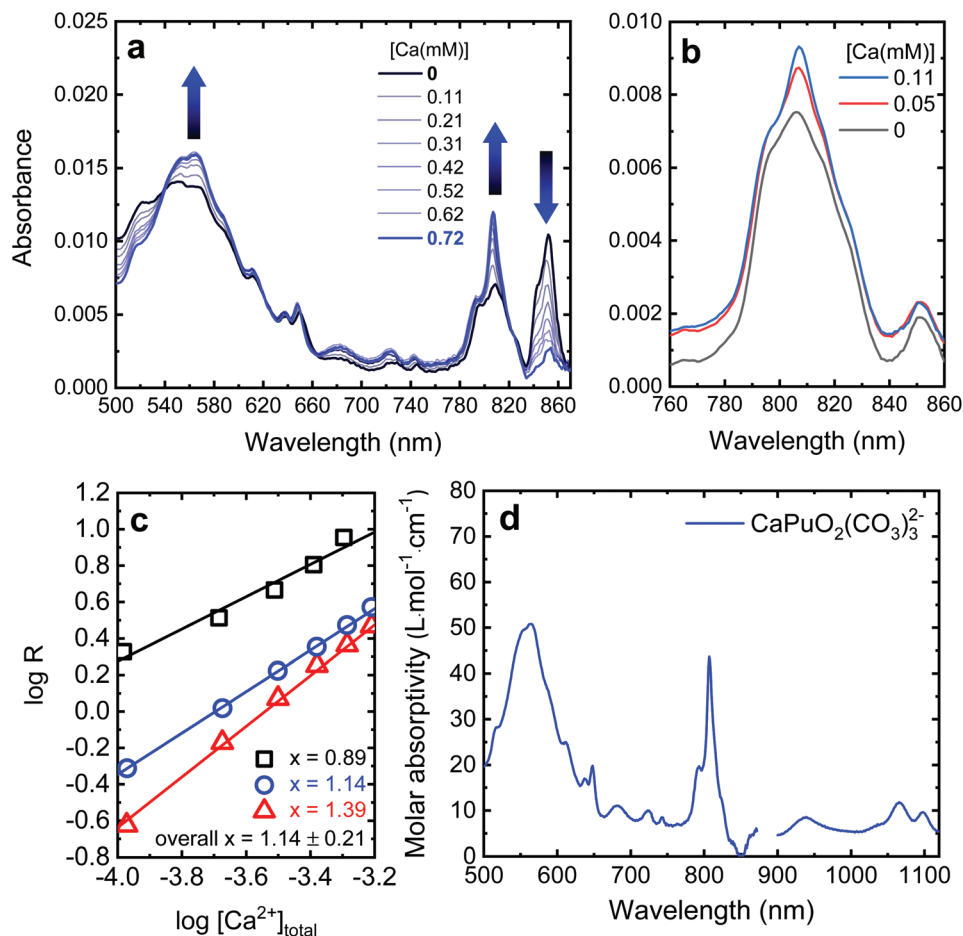 a
[Ca(mM)]
0
0.11
0.21
0.31
0.42
0.52
0.62
0.72
0.025
0.020
0.015
0.010
0.005
0.000
Absorbance
500 540 580 620 660 700 740 780 820 860
Wavelength (nm)
b
[Ca(mM)]
0.11
0.05
0
0.010
0.008
0.006
0.004
0.002
0.000
760 780 800 820 840 860
Wavelength (nm)
c
1.2
1.0
0.8
0.6
0.4
0.2
0.0
-0.2
-0.4
-0.6
-0.8
log R
x = 0.89
x = 1.14
x = 1.39
overall x = 1.14 ± 0.21
-4.0 -3.8 -3.6 -3.4 -3.2
log [Ca²⁺]total
d
CaPuO₂(CO₃)₃²⁻
80
70
60
50
40
30
20
10
0
Molar absorptivity (L·mol⁻¹·cm⁻¹)
500 600 700 800 900 1000 1100
Wavelength (nm)